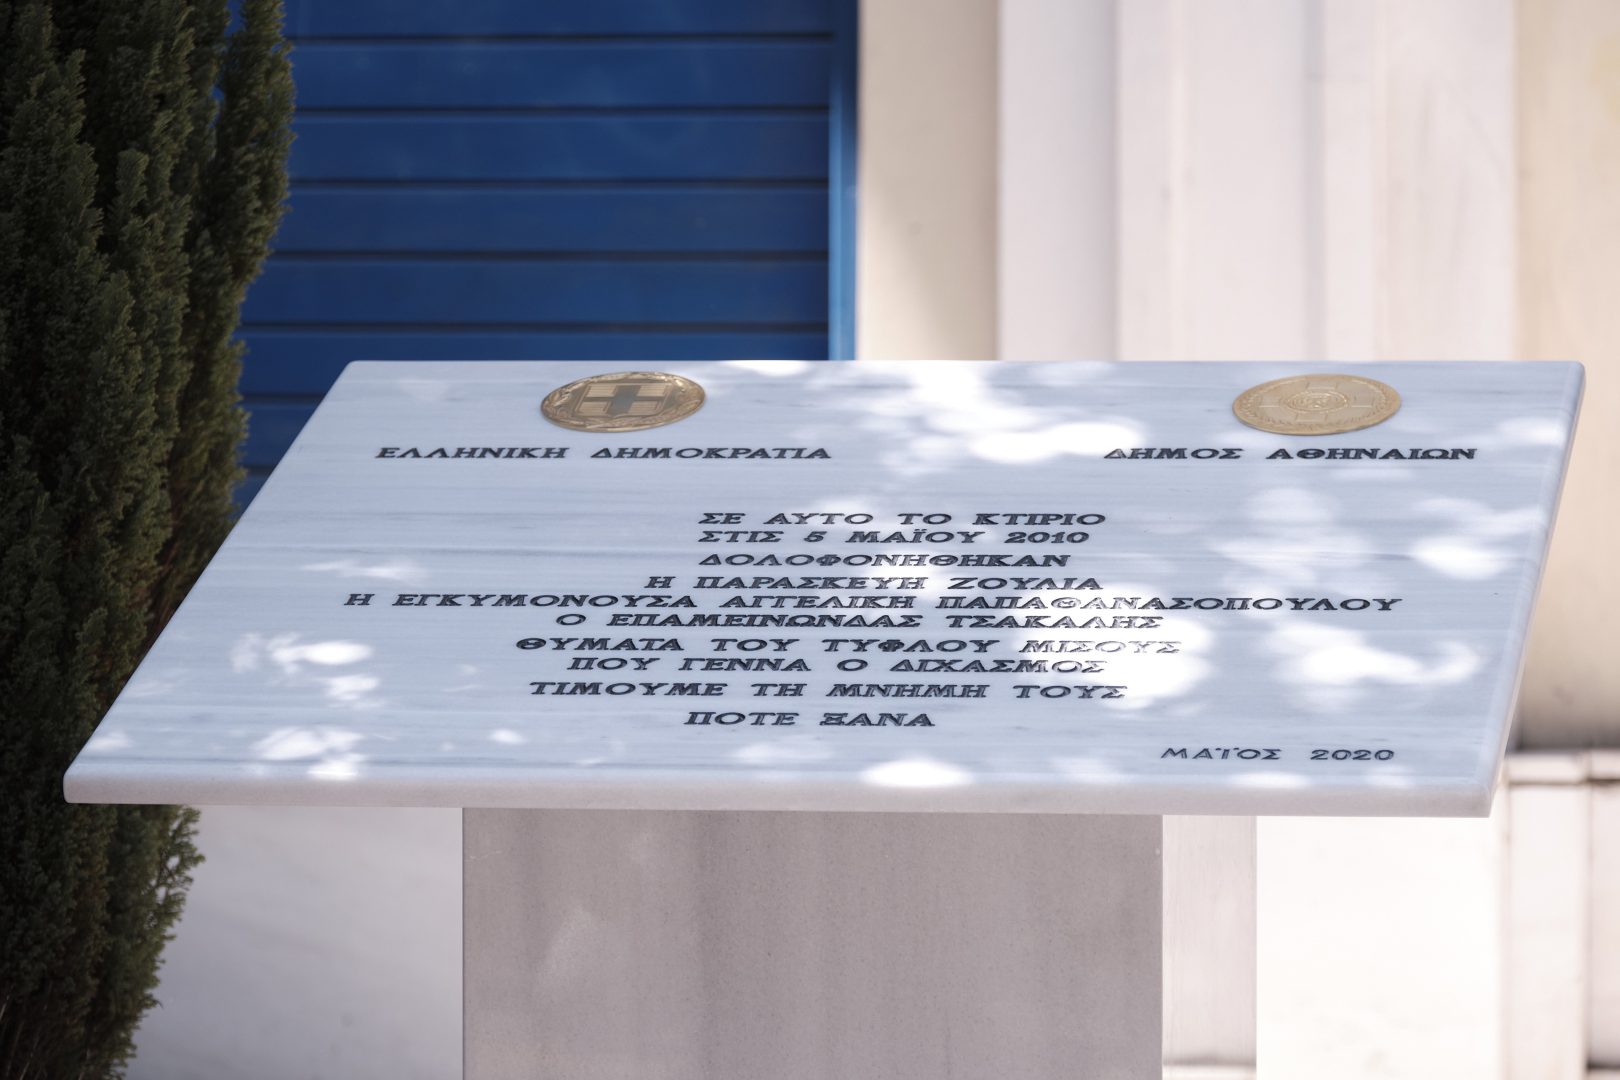 ΕΛΛΗΝΙΚΗ ΔΗΜΟΚΡΑΤΙΑ
ΔΗΜΟΣ ΑΘΗΝΑΙΩΝ
ΣΕ ΑΥΤΟ ΤΟ ΚΤΙΡΙΟ
ΣΤΙΣ 5 ΜΑΪΟΥ 2010
ΔΟΛΟΦΟΝΗΘΗΚΑΝ
Η ΠΑΡΑΣΚΕΥΗ ΖΟΥΛΙΑ
Η ΕΓΚΥΜΟΝΟΥΣΑ ΑΓΓΕΛΙΚΗ ΠΑΠΑΘΑΝΑΣΟΠΟΥΛΟΥ
Ο ΕΠΑΜΕΙΝΩΝΔΑΣ ΤΣΑΚΑΛΗΣ
ΘΥΜΑΤΑ ΤΟΥ ΤΥΦΛΟΥ ΜΙΣΟΥΣ
ΠΟΥ ΓΕΝΝΑ Ο ΔΙΧΑΣΜΟΣ
ΤΙΜΟΥΜΕ ΤΗ ΜΝΗΜΗ ΤΟΥΣ
ΠΟΤΕ ΞΑΝΑ
ΜΑΪΟΣ 2020